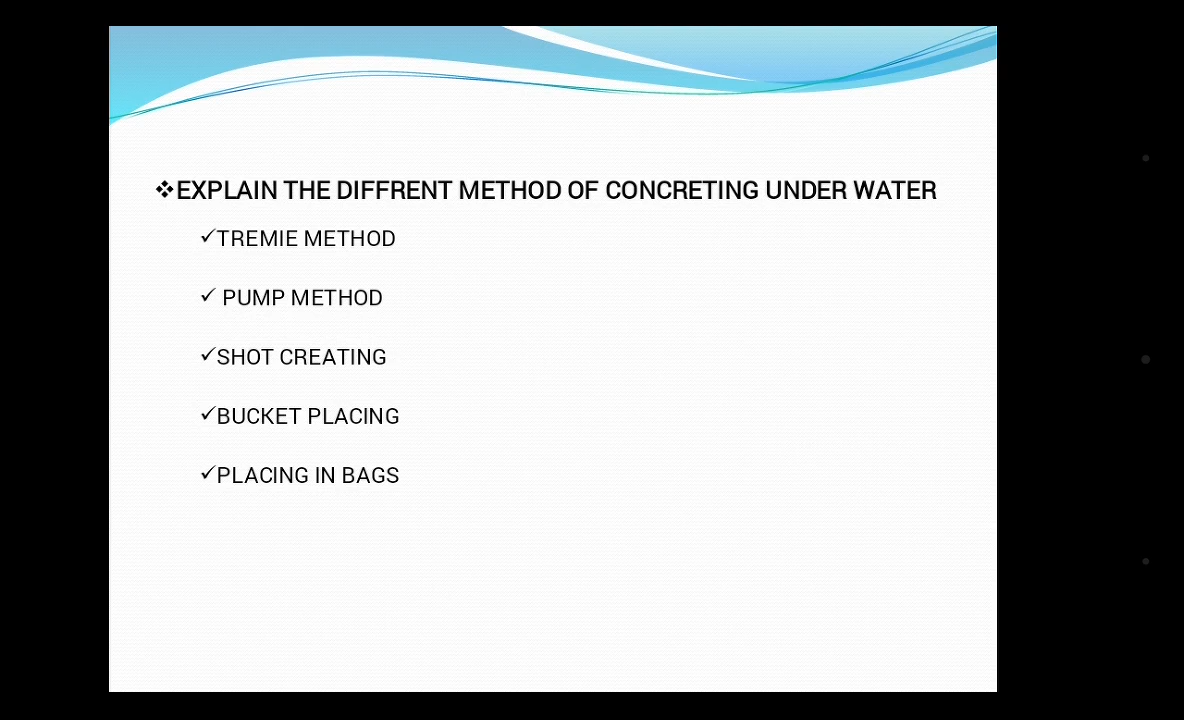 ❖EXPLAIN THE DIFFRENT METHOD OF CONCRETING UNDER WATER
✓TREMIE METHOD
✓ PUMP METHOD
✓SHOT CREATING
✓BUCKET PLACING
✓PLACING IN BAGS